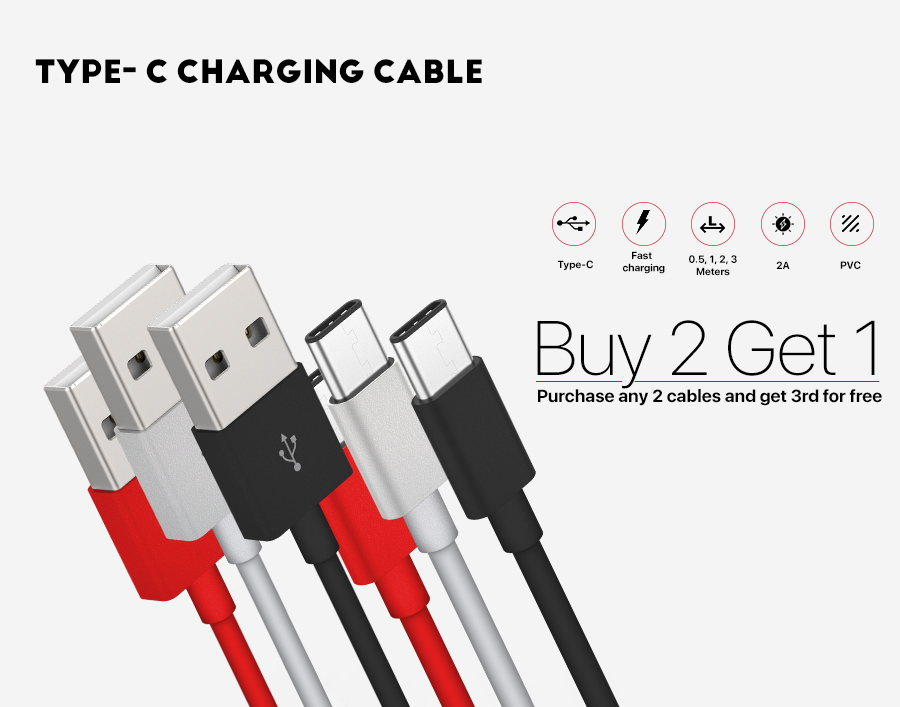 TYPE- C CHARGING CABLE
Type-C
Fast
charging
0.5, 1, 2, 3
Meters
2A
PVC
Buy 2 Get 1
Purchase any 2 cables and get 3rd for free